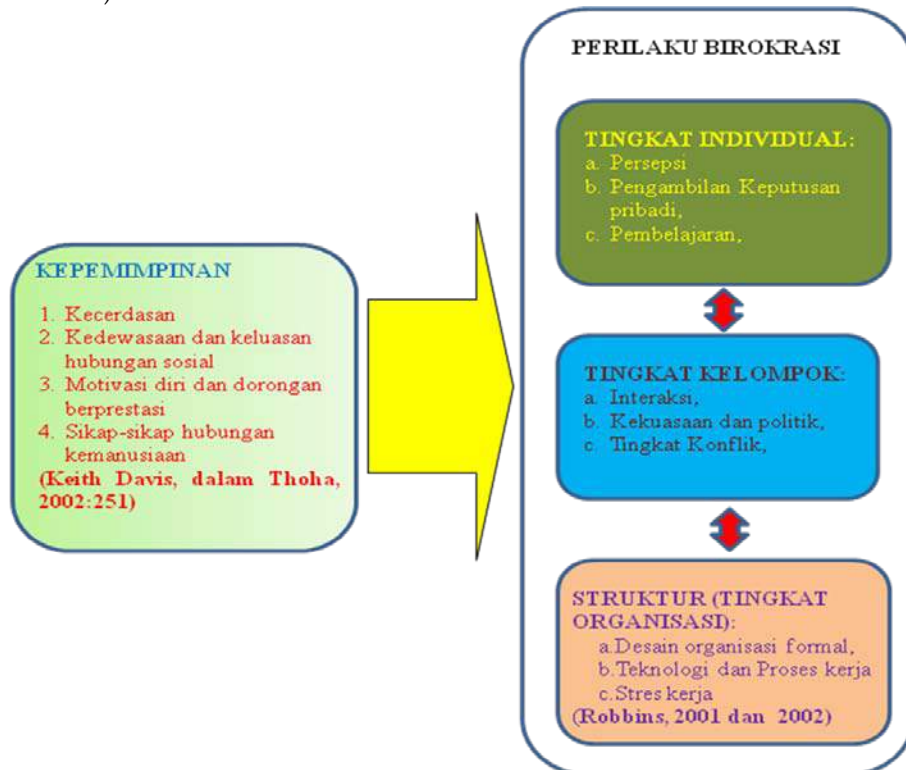 KEPEMIMPINAN
1. Kecerdasan
2. Kedewasaan dan keluasan
hubungan sosial
3. Motivasi diri dan dorongan
berprestasi
4. Sikap-sikap hubungan
kemanusiaan
(Keith Davis, dalam Thoha,
2002:251)
PERILAKU BIROKRASI
TINGKAT INDIVIDUAL:
a. Persepsi
b. Pengambilan Keputusan
pribadi,
c. Pembelajaran,
TINGKAT KELOMPOK:
a. Interaksi,
b. Kekuasaan dan politik,
c. Tingkat Konflik,
STRUKTUR (TINGKAT
ORGANISASI):
a.Desain organisasi formal,
b.Teknologi dan Proses kerja
c.Stres kerja
(Robbins, 2001 dan 2002)